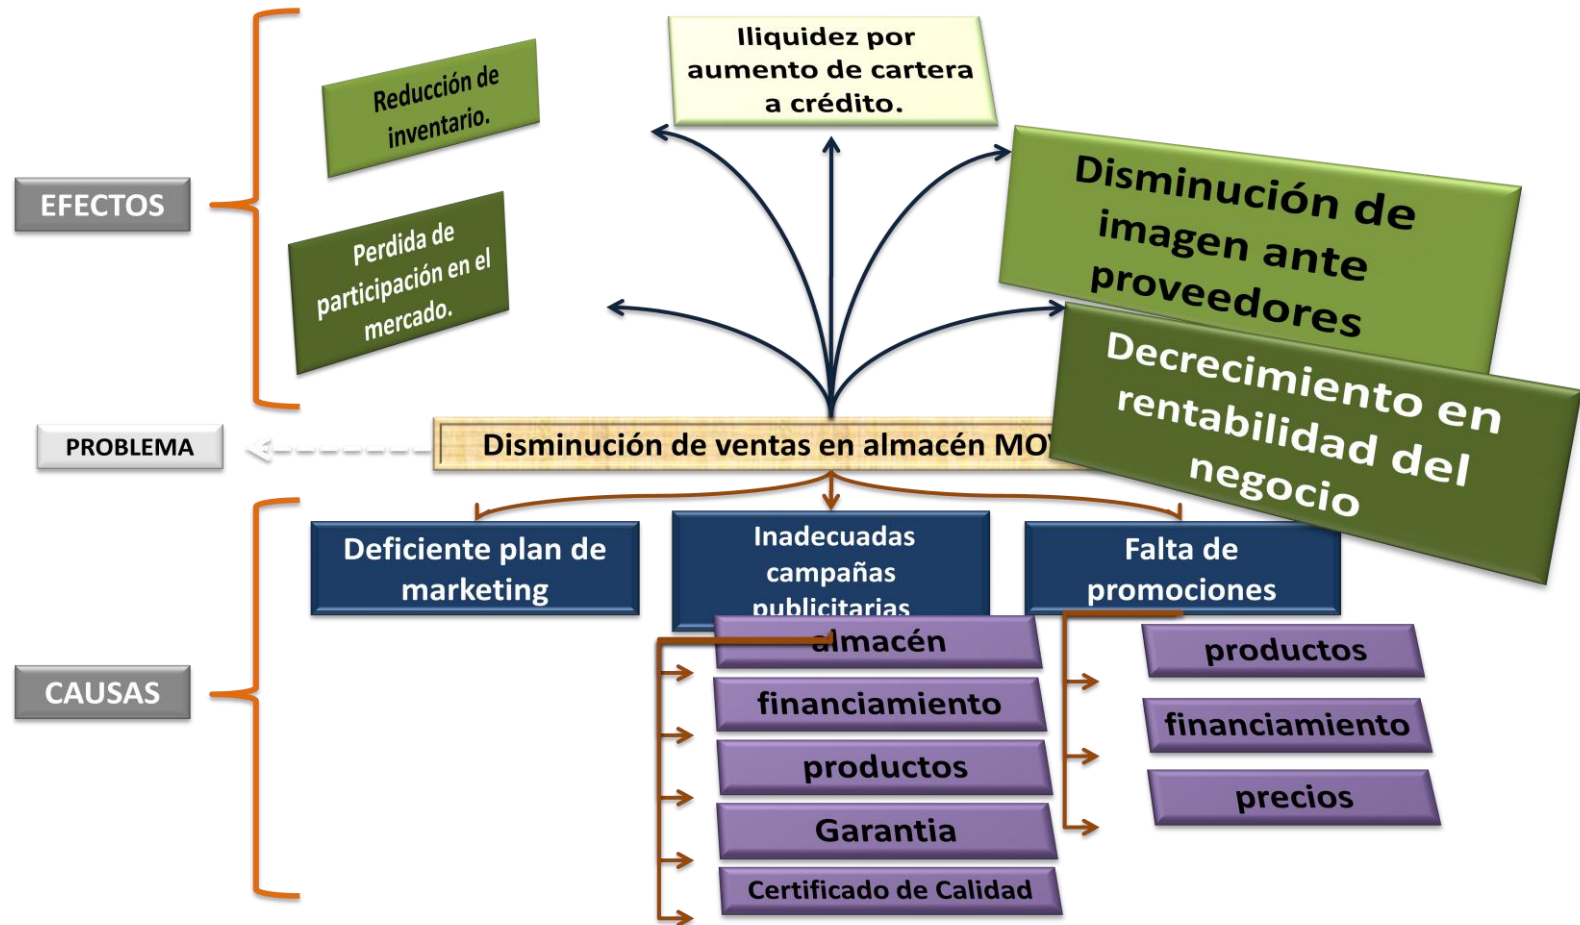 Iliquidez por
aumento de cartera
a crédito.
Reducción de
inventario.
Disminución de
imagen ante
proveedores
EFECTOS
Perdida de
participación en el
mercado.
Decrecimiento en
rentabilidad del
negocio
PROBLEMA
Disminución de ventas en almacén
Deficiente plan de
marketing
Inadecuadas
campañas
publicitarias
Falta de
promociones
CAUSAS
almacén
financiamiento
productos
Garantia
Certificado de Calidad
productos
financiamiento
precios